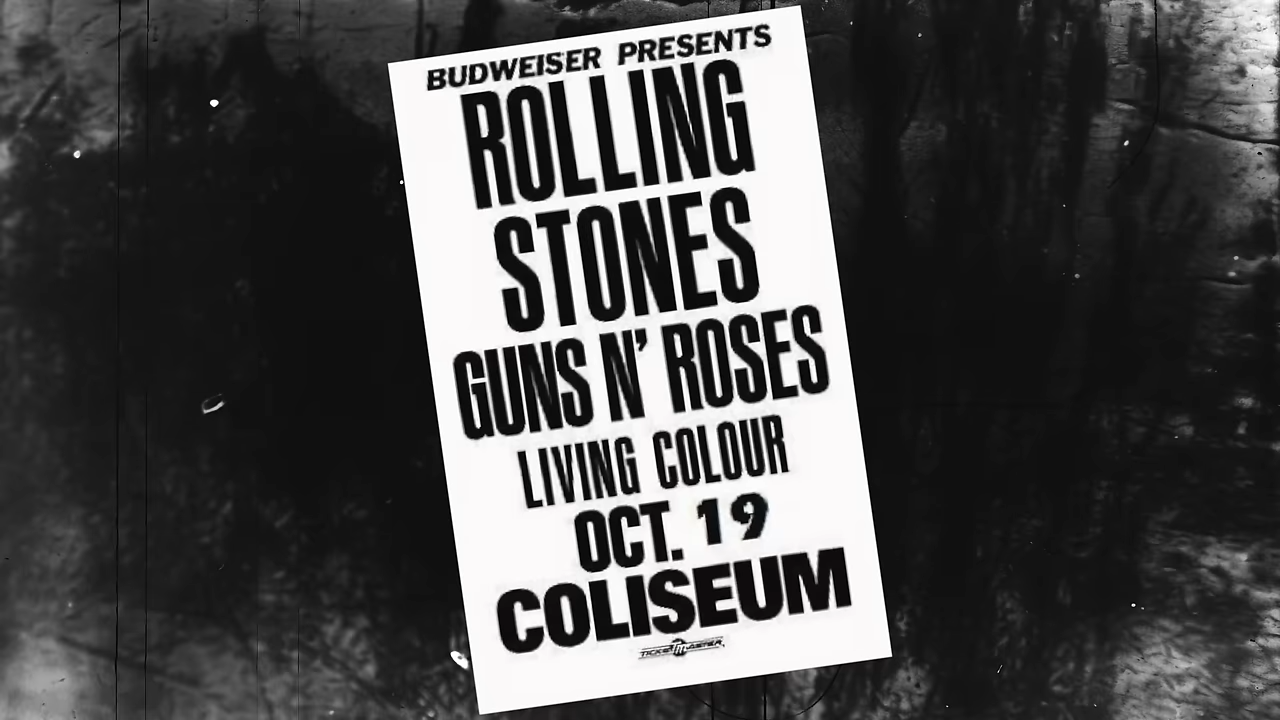 BUDWEISER PRESENTS
ROLLING
STONES
GUNS N' ROSES
LIVING COLOUR
OCT. 19
COLISEUM
TICKETMASTER